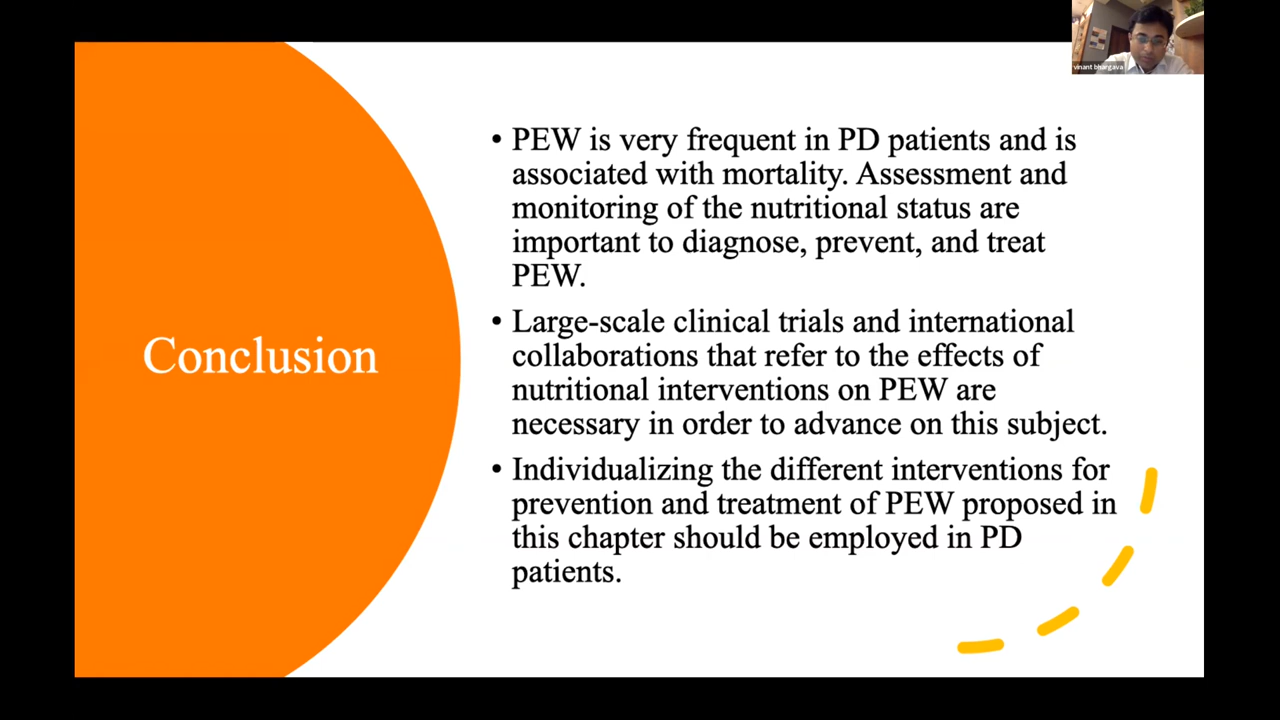 vinant bhargava
Conclusion
• PEW is very frequent in PD patients and is
associated with mortality. Assessment and
monitoring of the nutritional status are
important to diagnose, prevent, and treat
PEW.
• Large-scale clinical trials and international
collaborations that refer to the effects of
nutritional interventions on PEW are
necessary in order to advance on this subject.
• Individualizing the different interventions for
prevention and treatment of PEW proposed in
this chapter should be employed in PD
patients.